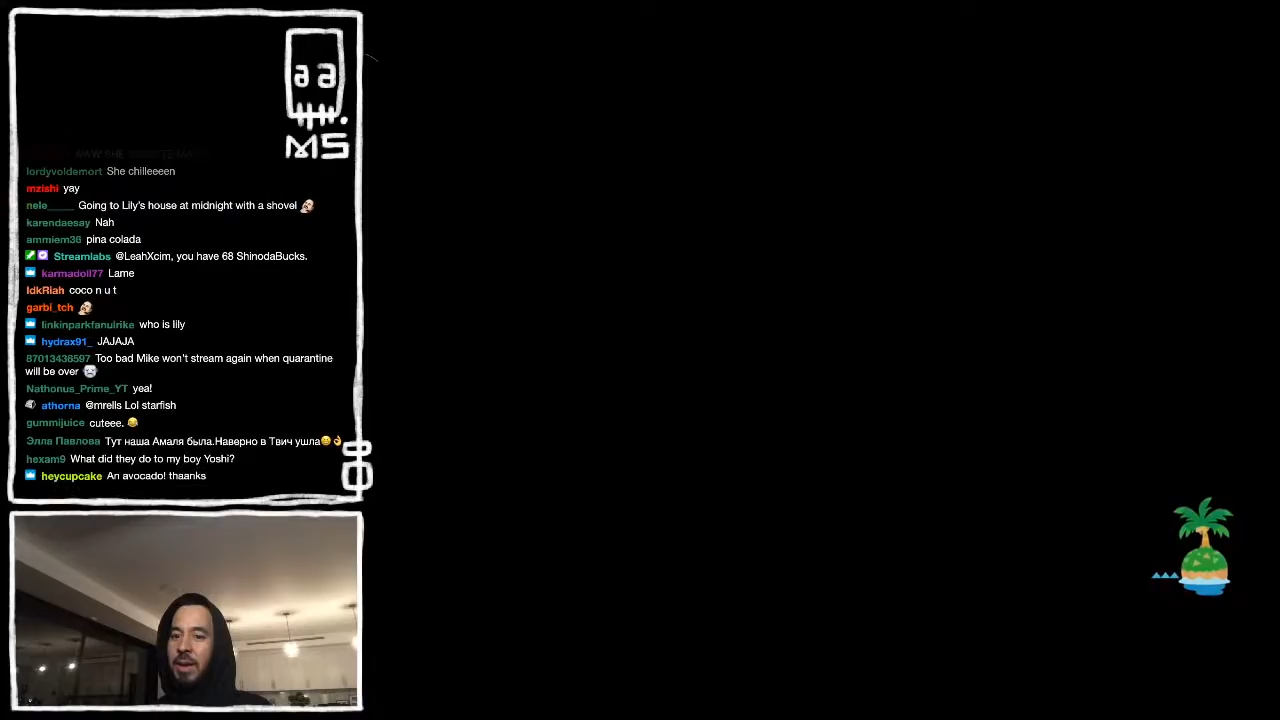 aa
MS
lordyvoldemort She chilleeeen
mzishi yay
nele_____ Going to Lily's house at midnight with a shovel
karendaesay Nah
ammiem36 pina colada
Streamlabs @LeahXcim, you have 68 ShinodaBucks.
karmadoll77 Lame
IdkRiah coco n u t
garbi_tch
linkinparkfanulrike who is lily
hydrax91_ JAJAJA
87013436597 Too bad Mike won't stream again when quarantine
will be over
Nathonus_Prime_YT yea!
athorna @mrells Lol starfish
gummijuice cuteee. 😂
Элла Павлова Тут наша Амаля была.Наверно в Твич ушла😄👌
hexam9 What did they do to my boy Yoshi?
heycupcake An avocado! thaanks